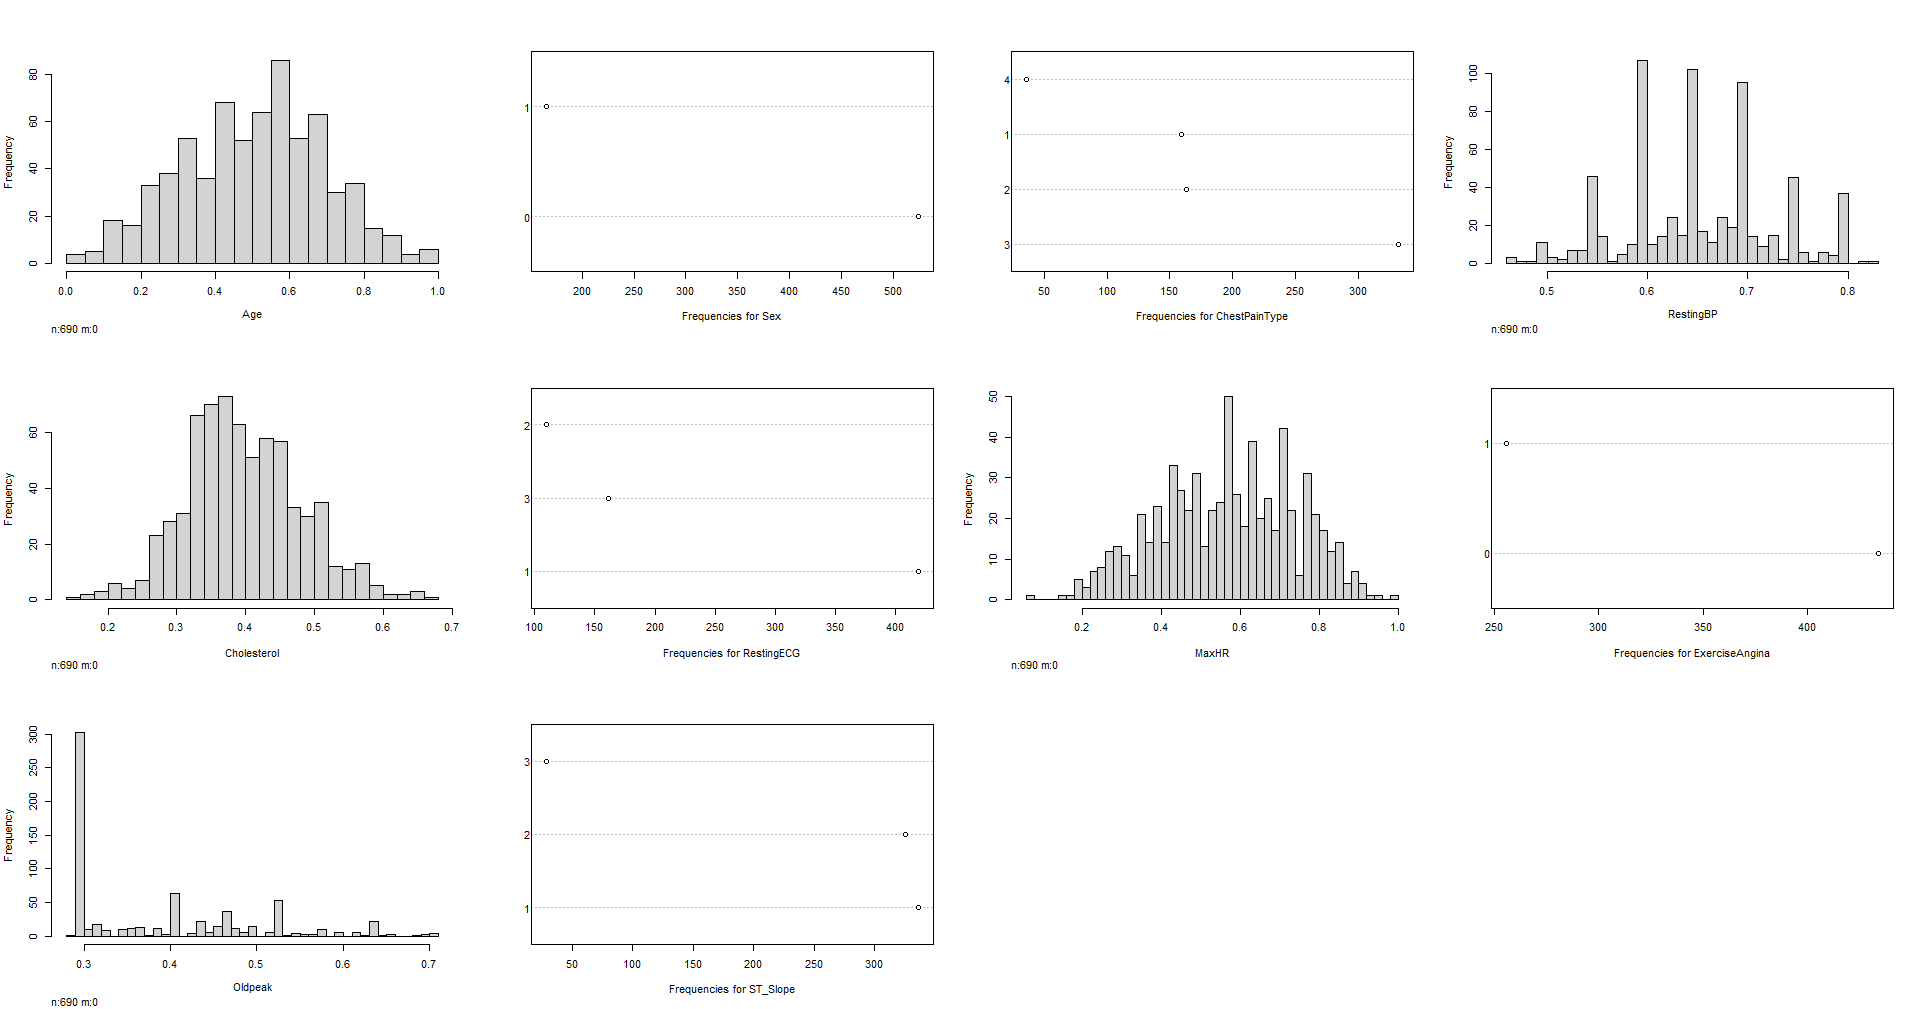 Frequency
0 20 40 60 80
0.0 0.2 0.4 0.6 0.8 1.0
Age
n:690 m:0
1
0
200 250 300 350 400 450 500
Frequencies for Sex
4
1
2
3
50 100 150 200 250 300
Frequencies for ChestPainType
Frequency
0 20 40 60 80 100
0.5 0.6 0.7 0.8
RestingBP
n:690 m:0
Frequency
0 20 40 60
0.2 0.3 0.4 0.5 0.6 0.7
Cholesterol
n:690 m:0
2
3
1
100 150 200 250 300 350 400
Frequencies for RestingECG
Frequency
0 10 20 30 40 50
0.2 0.4 0.6 0.8 1.0
MaxHR
n:690 m:0
1
0
250 300 350 400
Frequencies for ExerciseAngina
Frequency
0 50 100 150 200 250 300
0.3 0.4 0.5 0.6 0.7
Oldpeak
n:690 m:0
3
2
1
50 100 150 200 250 300
Frequencies for ST_Slope